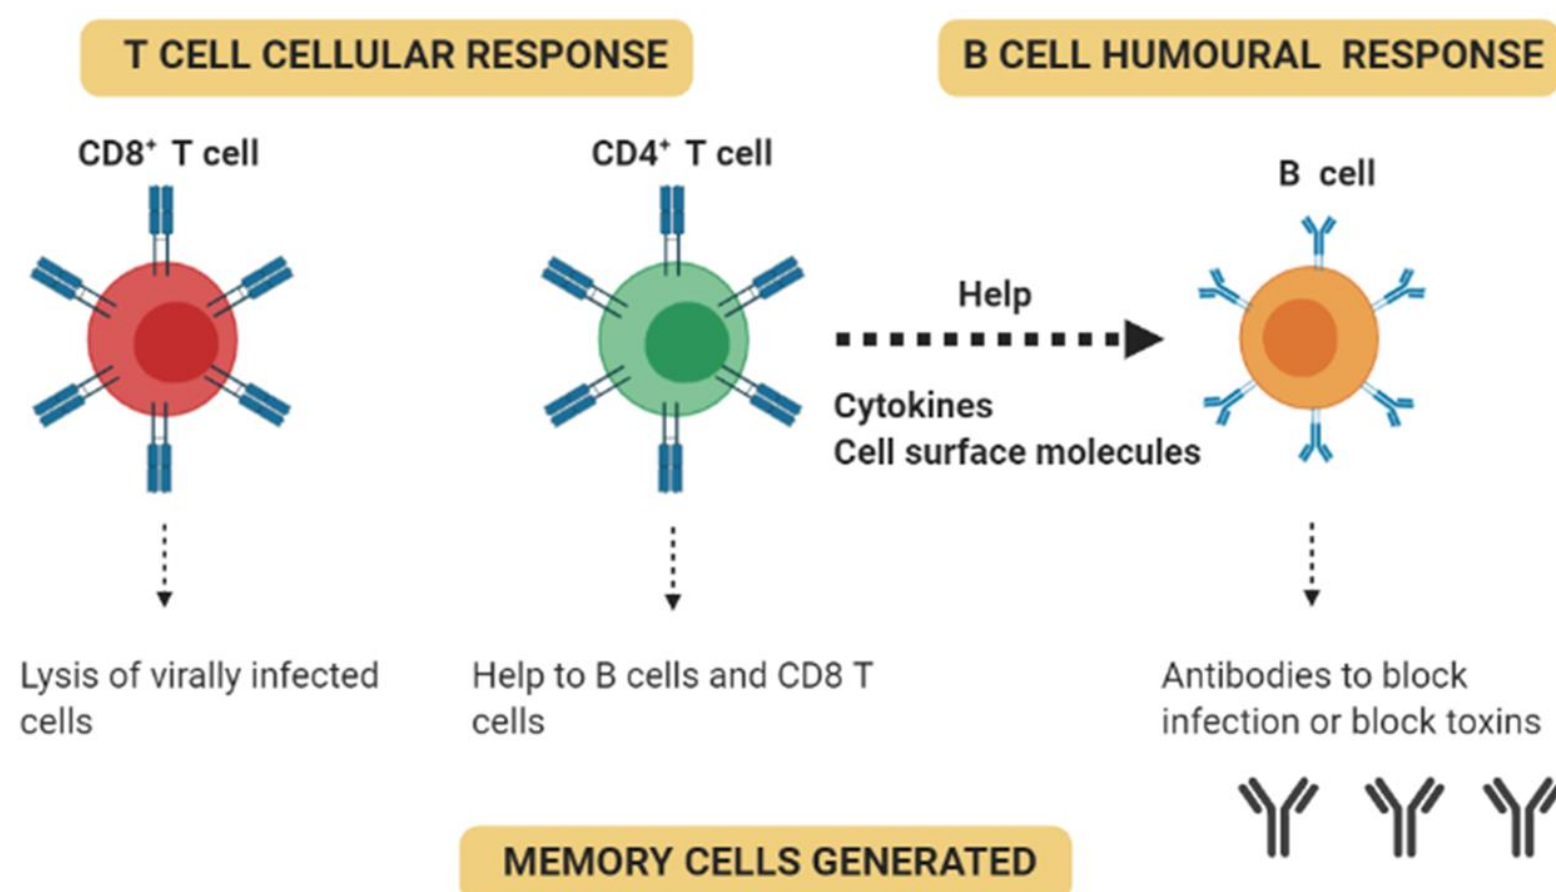 T CELL CELLULAR RESPONSE
B CELL HUMOURAL RESPONSE
CD8⁺ T cell
CD4⁺ T cell
B cell
Help
Cytokines
Cell surface molecules
Lysis of virally infected
cells
Help to B cells and CD8 T
cells
Antibodies to block
infection or block toxins
MEMORY CELLS GENERATED